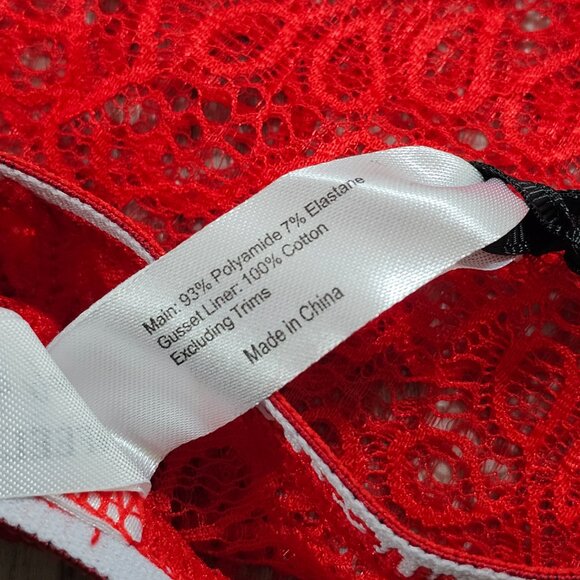 Main: 93% Polyamide 7% Elastane
Gusset Liner: 100% Cotton
Excluding Trims
Made in China